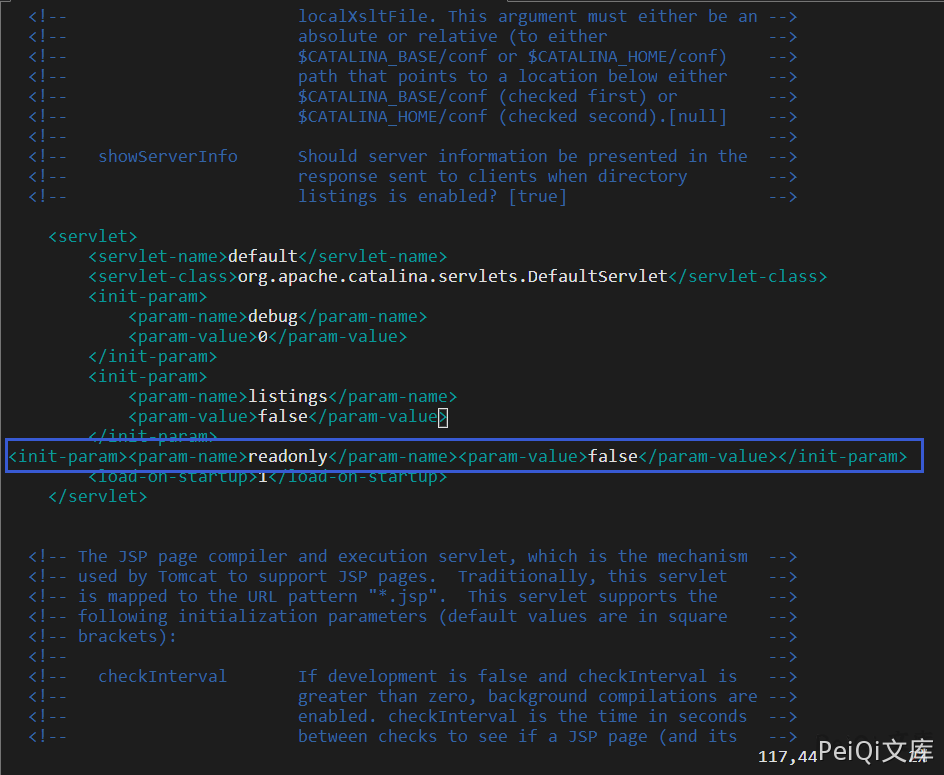 <!--                       localXsltFile. This argument must either be an -->
<!--                       absolute or relative (to either                -->
<!--                       $CATALINA_BASE/conf or $CATALINA_HOME/conf)    -->
<!--                       path that points to a location below either    -->
<!--                       $CATALINA_BASE/conf (checked first) or         -->
<!--                       $CATALINA_HOME/conf (checked second).[null]    -->
<!--                                                                      -->
<!--   showServerInfo      Should server information be presented in the  -->
<!--                       response sent to clients when directory        -->
<!--                       listings is enabled? [true]                    -->
<servlet>
<servlet-name>default</servlet-name>
<servlet-class>org.apache.catalina.servlets.DefaultServlet</servlet-class>
<init-param>
<param-name>debug</param-name>
<param-value>0</param-value>
</init-param>
<init-param>
<param-name>listings</param-name>
<param-value>false</param-value>
</init-param>
<init-param><param-name>readonly</param-name><param-value>false</param-value></init-param>
<load-on-startup>1</load-on-startup>
</servlet>
<!-- The JSP page compiler and execution servlet, which is the mechanism  -->
<!-- used by Tomcat to support JSP pages.  Traditionally, this servlet    -->
<!-- is mapped to the URL pattern "*.jsp".  This servlet supports the     -->
<!-- following initialization parameters (default values are in square    -->
<!-- brackets):                                                           -->
<!--                                                                      -->
<!--   checkInterval       If development is false and checkInterval is   -->
<!--                       greater than zero, background compilations are -->
<!--                       enabled. checkInterval is the time in seconds  -->
<!--                       between checks to see if a JSP page (and its   -->
117,44
PeiQi文库